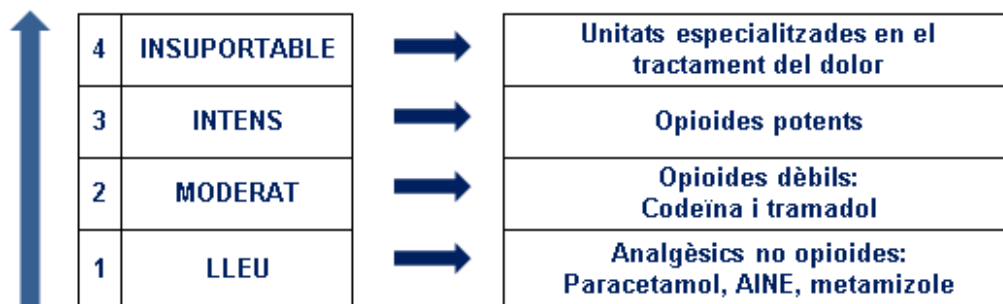 4 INSUPORTABLE
Unitats especialitzades en el
tractament del dolor
3 INTENS
Opioides potents
2 MODERAT
Opioides dèbils:
Codeïna i tramadol
1 LLEU
Analgèsics no opioides:
Paracetamol, AINE, metamizole